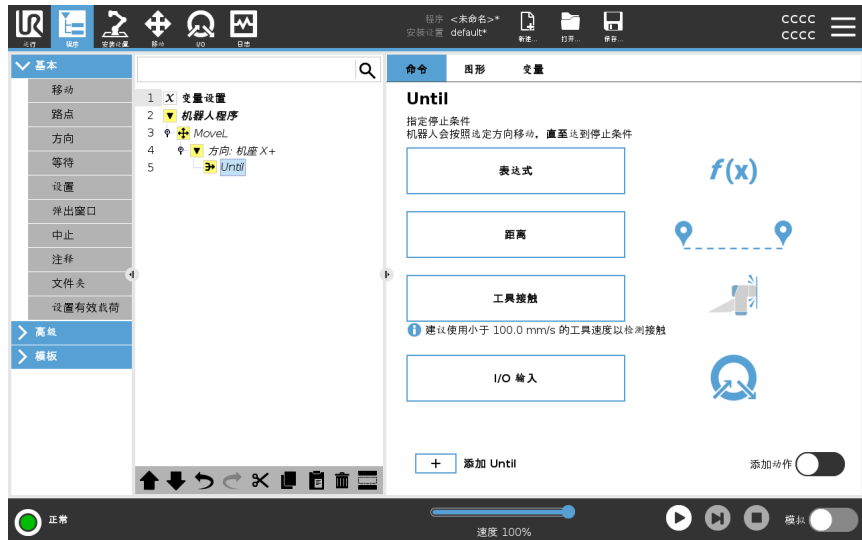 UR
运行
程序
安装设置
移动
I/O
日志
程序 <未命名>*
安装设置 default*
新建...
打开...
保存...
CCCC
CCCC
基本
移动
路点
方向
等待
设置
弹出窗口
中止
注释
文件夹
设置有效载荷
高级
模板
1 X 变量设置
2 机器人程序
3 MoveL
4 方向: 机座 X+
5 Until
命令 图形 变量
Until
指定停止条件
机器人会按照选定方向移动，直至达到停止条件
表达式
f(x)
距离
工具接触
建议使用小于 100.0 mm/s 的工具速度以检测接触
I/O 输入
+ 添加 Until
添加动作
正常
速度 100%
模拟